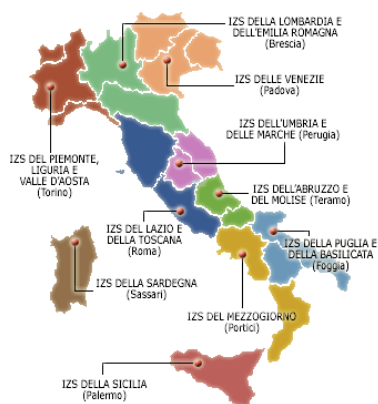 IZS DELLA LOMBARDIA E
DELL'EMILIA ROMAGNA
(Brescia)
IZS DELLE VENEZIE
(Padova)
IZS DELL'UMBRIA E
DELLE MARCHE (Perugia)
IZS DEL PIEMONTE,
LIGURIA E
VALLE D'AOSTA
(Torino)
IZS DELL'ABRUZZO E
DEL MOLISE (Teramo)
IZS DEL LAZIO E
DELLA TOSCANA
(Roma)
IZS DELLA PUGLIA E
DELLA BASILICATA
(Foggia)
IZS DELLA SARDEGNA
(Sassari)
IZS DEL MEZZOGIORNO
(Portici)
IZS DELLA SICILIA
(Palermo)